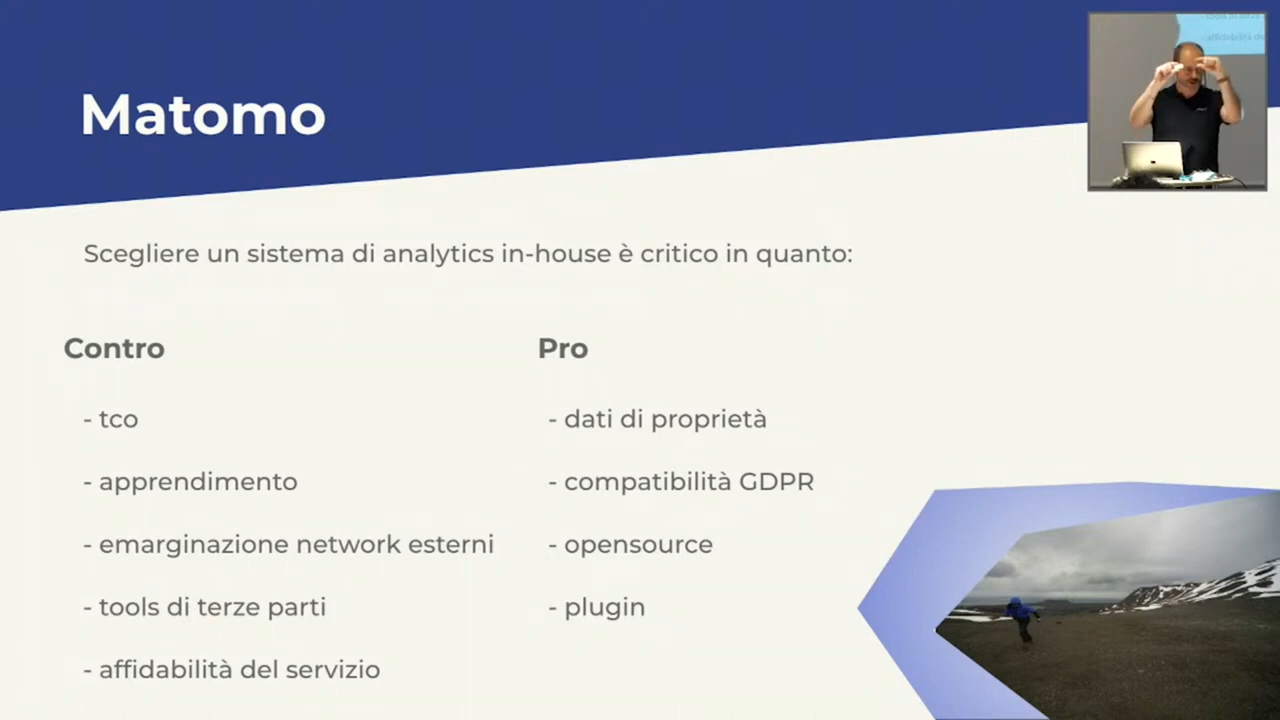 Matomo
Scegliere un sistema di analytics in-house è critico in quanto:
Contro
- tco
- apprendimento
- emarginazione network esterni
- tools di terze parti
- affidabilità del servizio
Pro
- dati di proprietà
- compatibilità GDPR
- opensource
- plugin